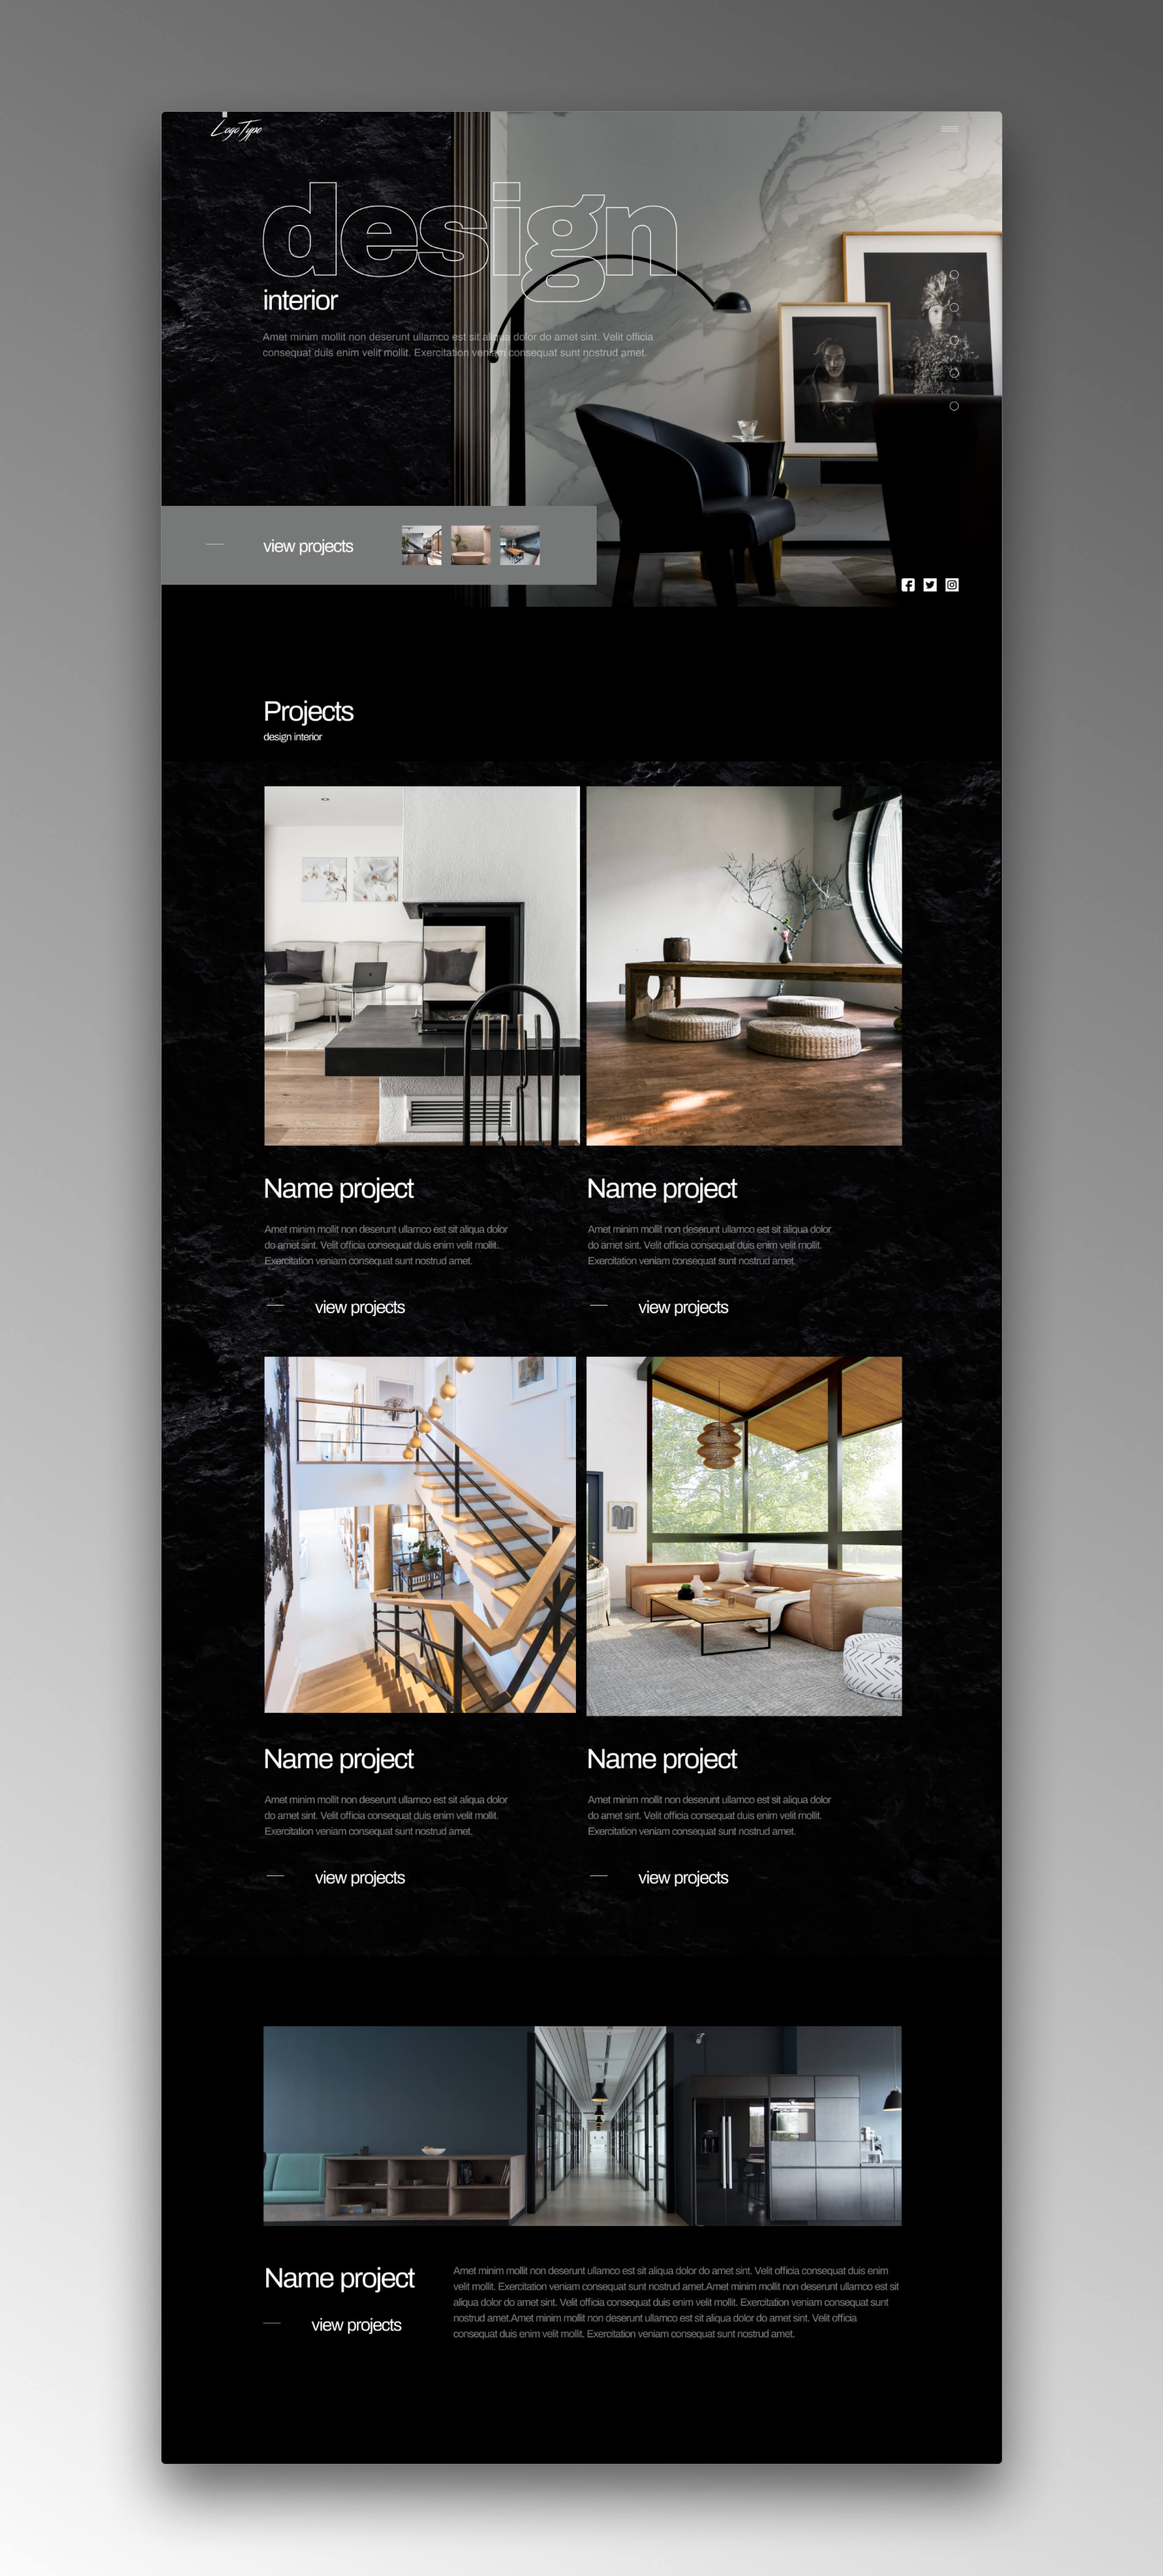 Logo Type
design
interior
Amet minim mollit non deserunt ullamco est sit aliqua dolor do amet sint. Velit officia
consequat duis enim velit mollit. Exercitation veniam consequat sunt nostrud amet.
view projects
Projects
design interior
Name project
Amet minim mollit non deserunt ullamco est sit aliqua dolor
do amet sint. Velit officia consequat duis enim velit mollit.
Exercitation veniam consequat sunt nostrud amet.
view projects
Name project
Amet minim mollit non deserunt ullamco est sit aliqua dolor
do amet sint. Velit officia consequat duis enim velit mollit.
Exercitation veniam consequat sunt nostrud amet.
view projects
Name project
Amet minim mollit non deserunt ullamco est sit aliqua dolor
do amet sint. Velit officia consequat duis enim velit mollit.
Exercitation veniam consequat sunt nostrud amet.
view projects
Name project
Amet minim mollit non deserunt ullamco est sit aliqua dolor
do amet sint. Velit officia consequat duis enim velit mollit.
Exercitation veniam consequat sunt nostrud amet.
view projects
Name project
view projects
Amet minim mollit non deserunt ullamco est sit aliqua dolor do amet sint. Velit officia consequat duis enim
velit mollit. Exercitation veniam consequat sunt nostrud amet.Amet minim mollit non deserunt ullamco est sit
aliqua dolor do amet sint. Velit officia consequat duis enim velit mollit. Exercitation veniam consequat sunt
nostrud amet.Amet minim mollit non deserunt ullamco est sit aliqua dolor do amet sint. Velit officia
consequat duis enim velit mollit. Exercitation veniam consequat sunt nostrud amet.